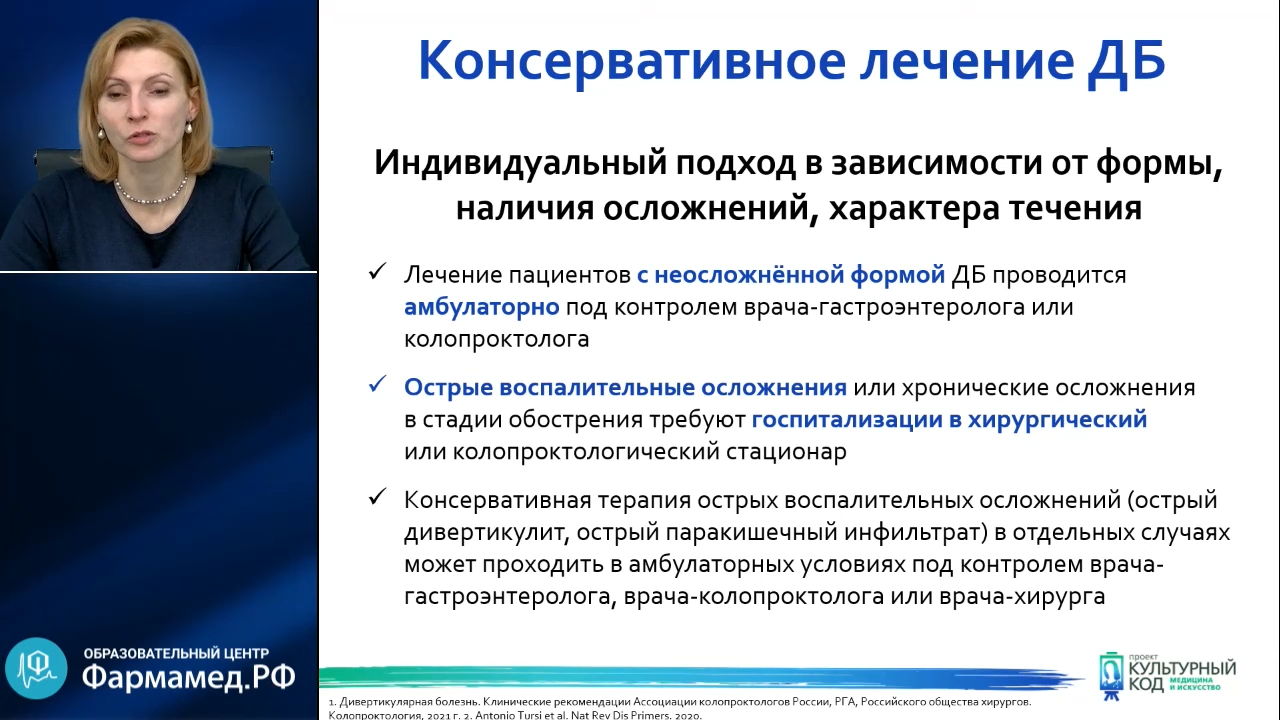 Консервативное лечение ДБ
Индивидуальный подход в зависимости от формы,
наличия осложнений, характера течения
✓ Лечение пациентов с неосложнённой формой ДБ проводится
амбулаторно под контролем врача-гастроэнтеролога или
колопроктолога
✓ Острые воспалительные осложнения или хронические осложнения
в стадии обострения требуют госпитализации в хирургический
или колопроктологический стационар
✓ Консервативная терапия острых воспалительных осложнений (острый
дивертикулит, острый паракишечный инфильтрат) в отдельных случаях
может проходить в амбулаторных условиях под контролем врача-
гастроэнтеролога, врача-колопроктолога или врача-хирурга
ОБРАЗОВАТЕЛЬНЫЙ ЦЕНТР
Фармамед.РФ
проект
КУЛЬТУРНЫЙ
КОД МЕДИЦИНА
И ИСКУССТВО
1. Дивертикулярная болезнь. Клинические рекомендации Ассоциации колопроктологов России, РГА, Российского общества хирургов.
Колопроктология, 2021 г. 2. Antonio Tursi et al. Nat Rev Dis Primers. 2020.